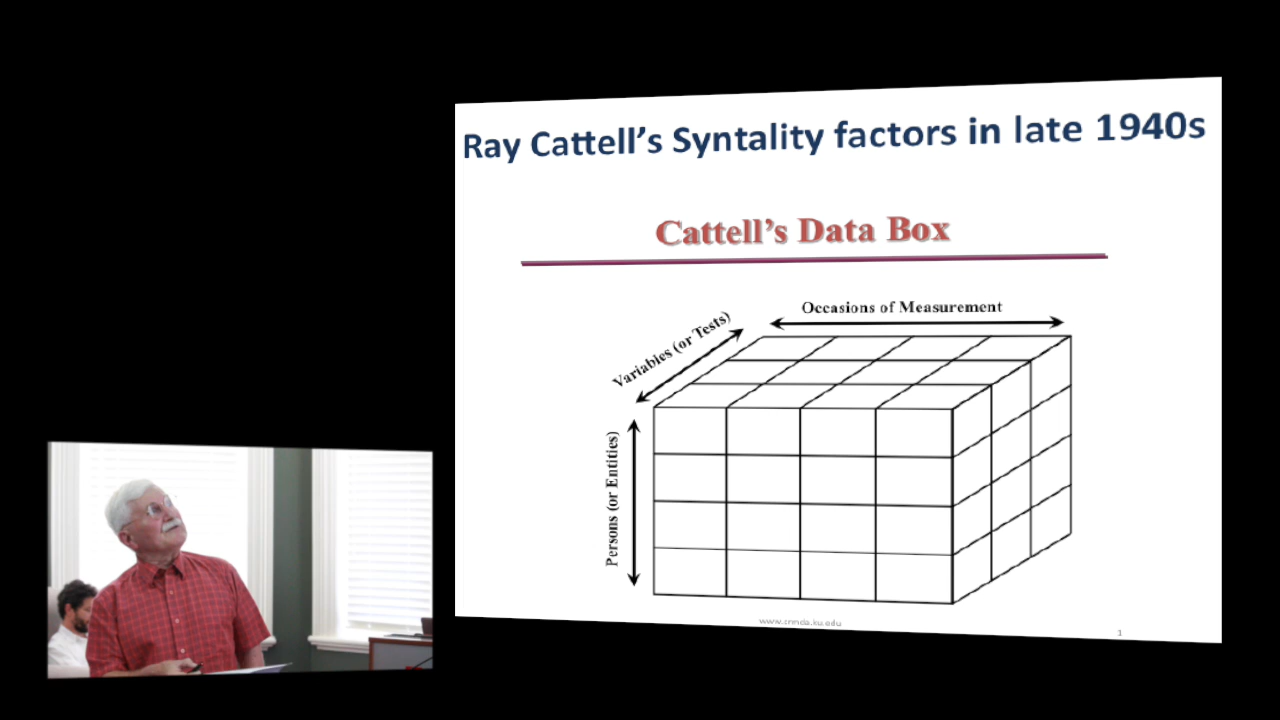 Ray Cattell's Syntality factors in late 1940s
Cattell's Data Box
Occasions of Measurement
Variables (or Tests)
Persons (or Entities)
www.crmda.ku.edu
1